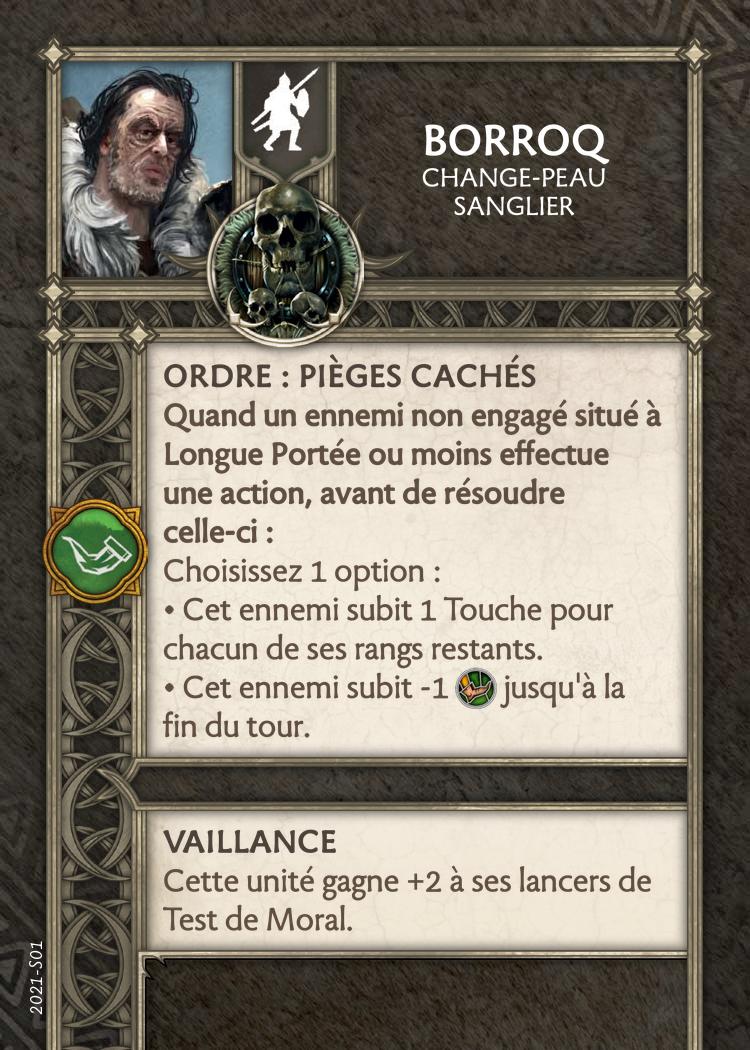 BORROQ
CHANGE-PEAU
SANGLIER
ORDRE : PIÈGES CACHÉS
Quand un ennemi non engagé situé à
Longue Portée ou moins effectue
une action, avant de résoudre
celle-ci :
Choisissez 1 option :
• Cet ennemi subit 1 Touche pour
chacun de ses rangs restants.
• Cet ennemi subit -1 jusqu'à la
fin du tour.
VAILLANCE
Cette unité gagne +2 à ses lancers de
Test de Moral.
2021-S01